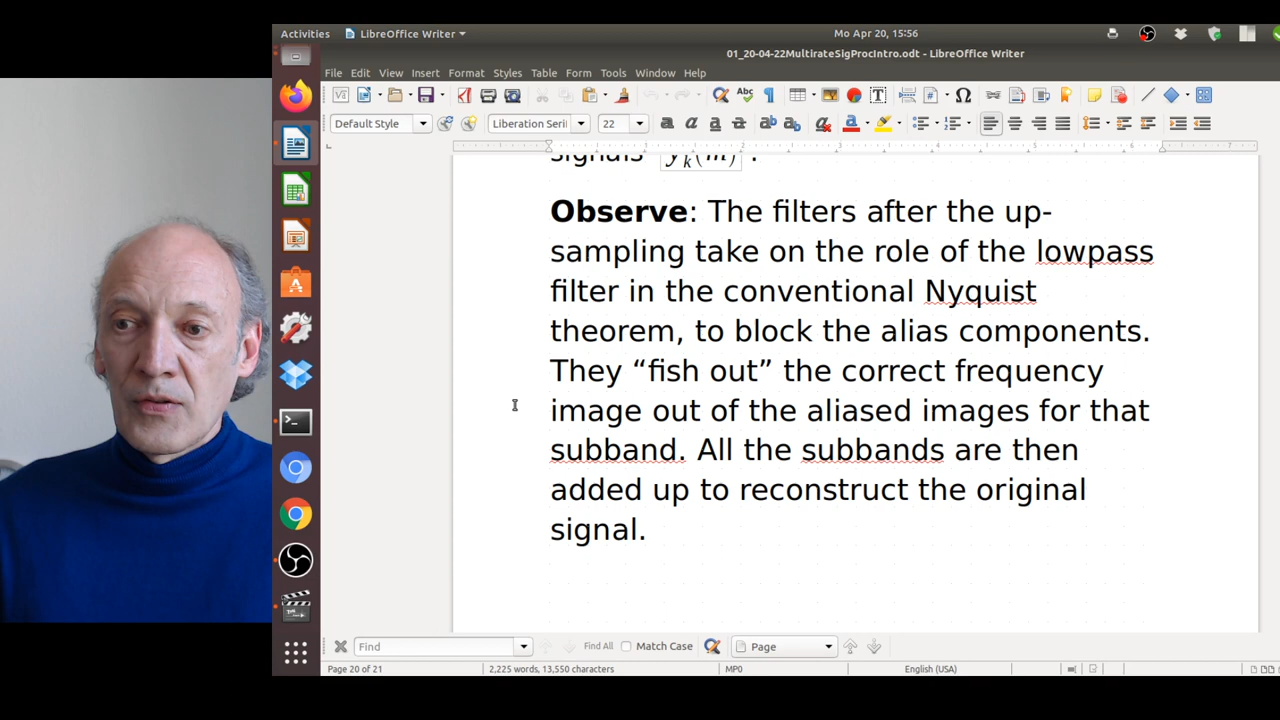 Activities LibreOffice Writer Mo Apr 20, 15:56
01_20-04-22MultirateSigProcIntro.odt - LibreOffice Writer
File Edit View Insert Format Styles Table Form Tools Window Help
Default Style Liberation Seri 22
signals y_k(m) .
Observe: The filters after the up-
sampling take on the role of the lowpass
filter in the conventional Nyquist
theorem, to block the alias components.
They “fish out” the correct frequency
image out of the aliased images for that
subband. All the subbands are then
added up to reconstruct the original
signal.
Find Find All Match Case Page
Page 20 of 21 2,225 words, 13,550 characters MP0 English (USA)